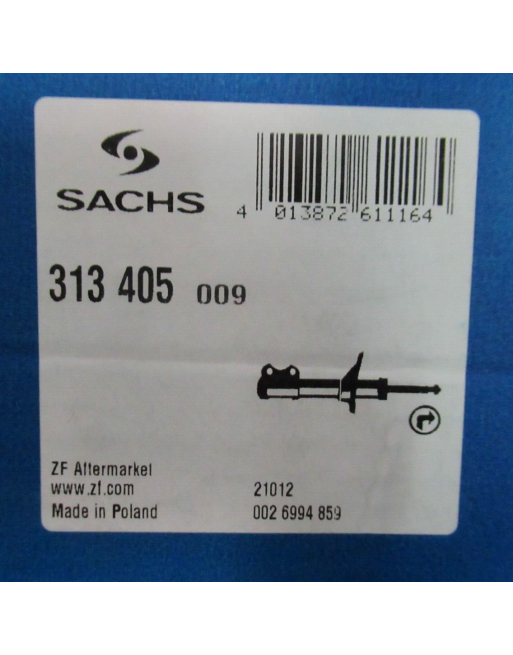 SACHS
4 013872 611164
313 405 009
ZF Aftermarket
www.zf.com
21012
Made in Poland
002 6994 859